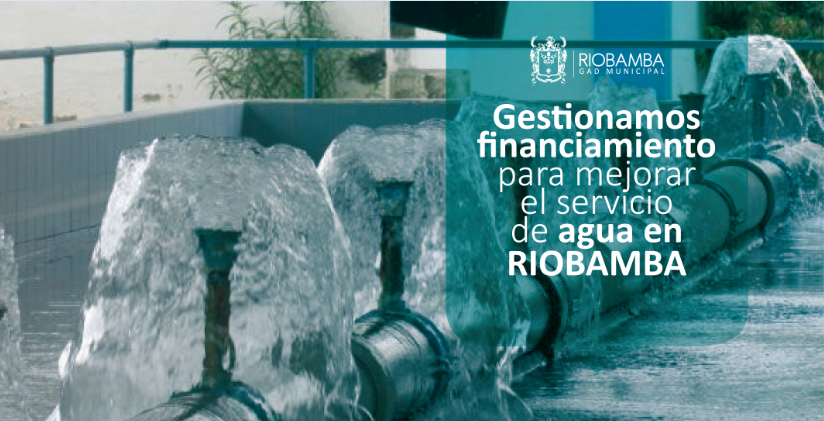 RIOBAMBA
GAD MUNICIPAL
Gestionamos
financiamiento
para mejorar
el servicio
de agua en
RIOBAMBA